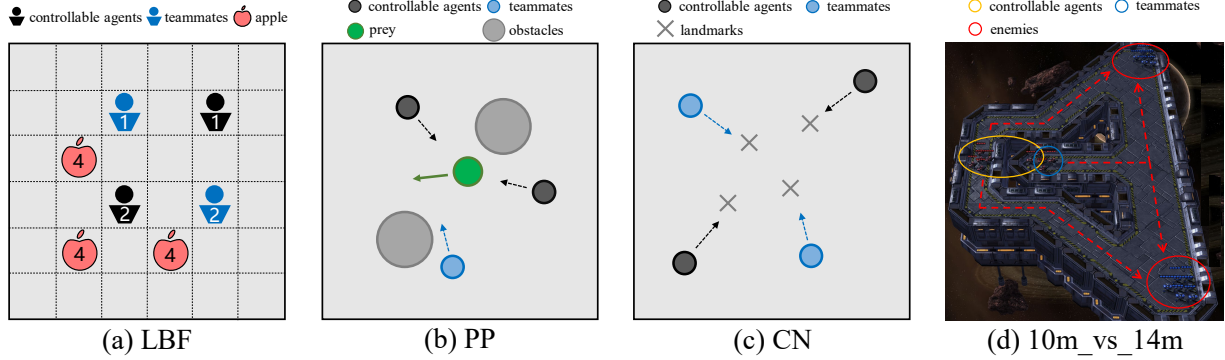 controllable agents teammates apple
1 1
4
2 2
4 4
(a) LBF
controllable agents teammates
prey obstacles
(b) PP
controllable agents teammates
landmarks
(c) CN
controllable agents teammates
enemies
(d) 10m_vs_14m